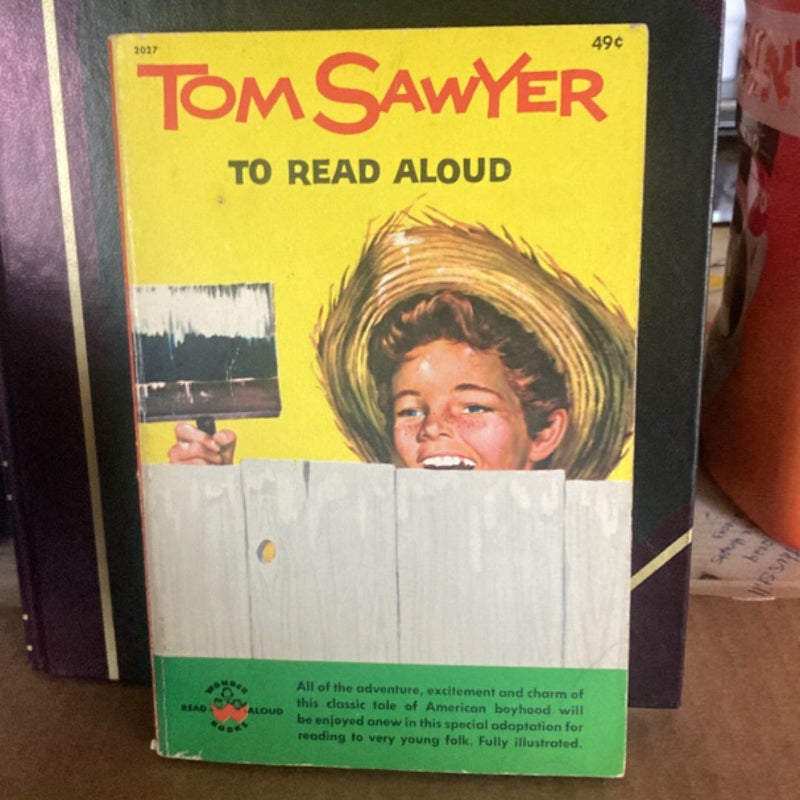 2027
49¢
TOM SAWYER
TO READ ALOUD
WONDER
READ ALOUD
BOOKS
All of the adventure, excitement and charm of
this classic tale of American boyhood will
be enjoyed anew in this special adaptation for
reading to very young folk. Fully illustrated.